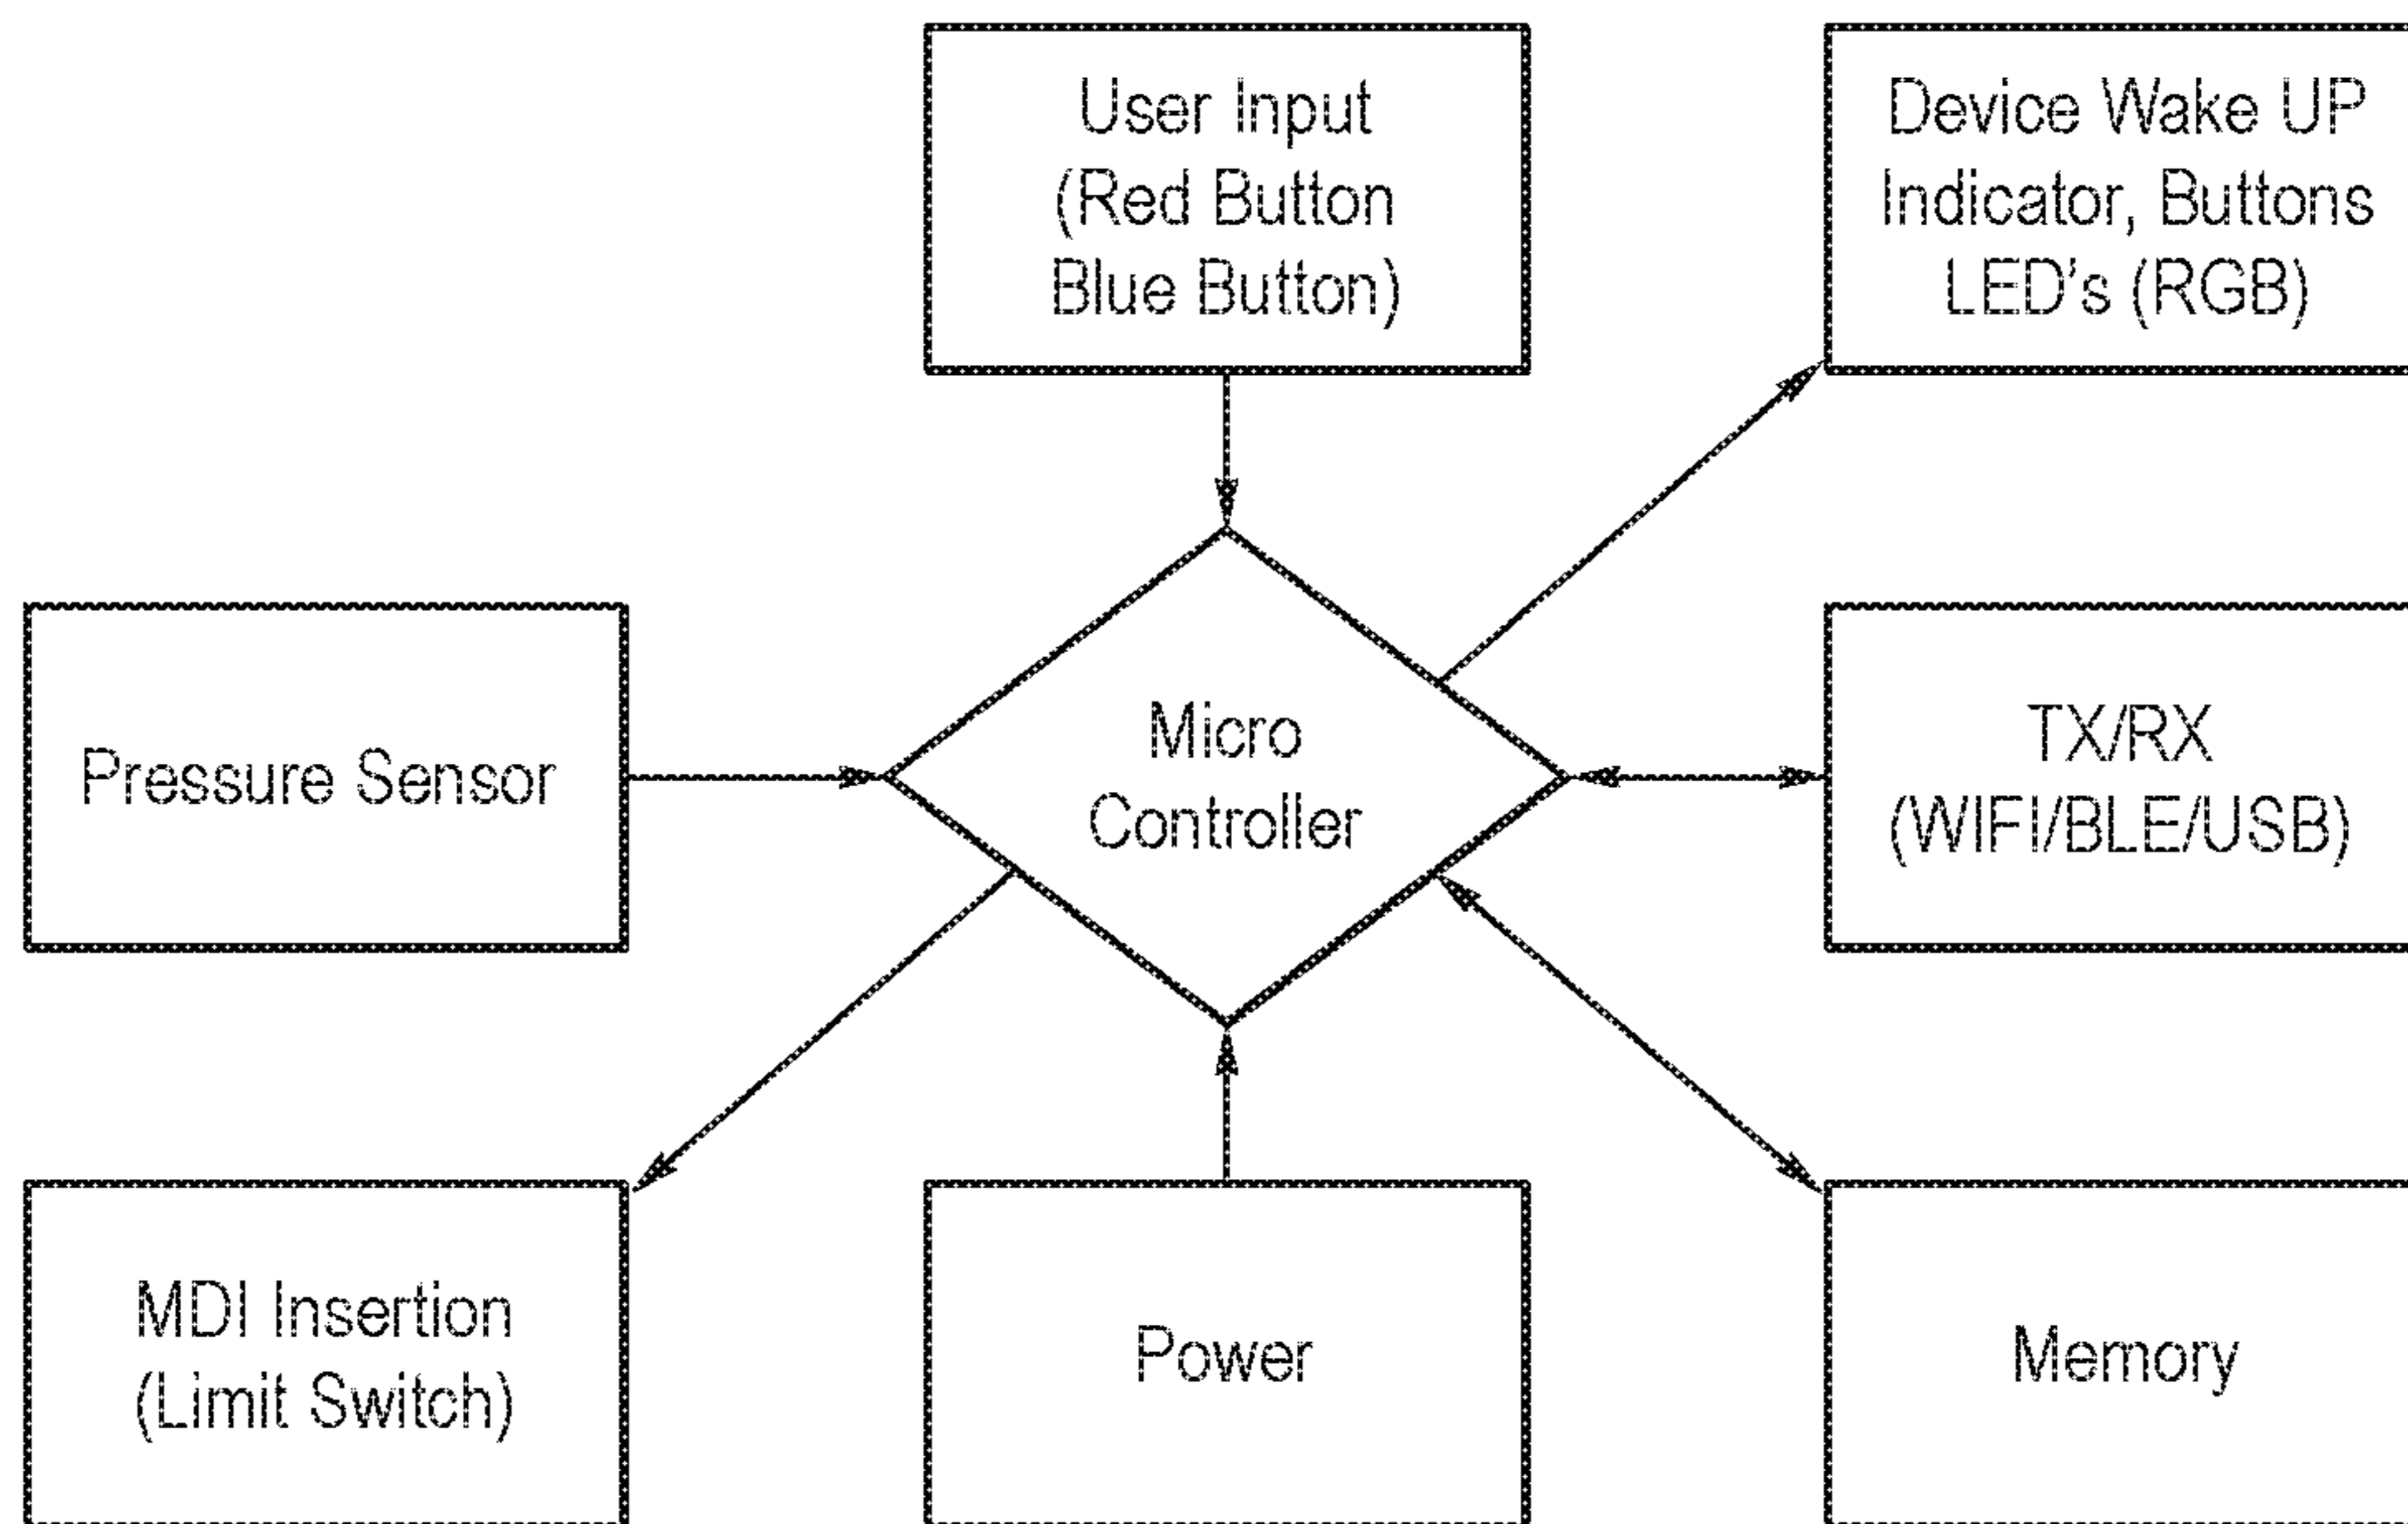 User Input
(Red Button
Blue Button)
Device Wake UP
Indicator, Buttons
LED's (RGB)
Pressure Sensor
Micro
Controller
TX/RX
(WIFI/BLE/USB)
MDI Insertion
(Limit Switch)
Power
Memory